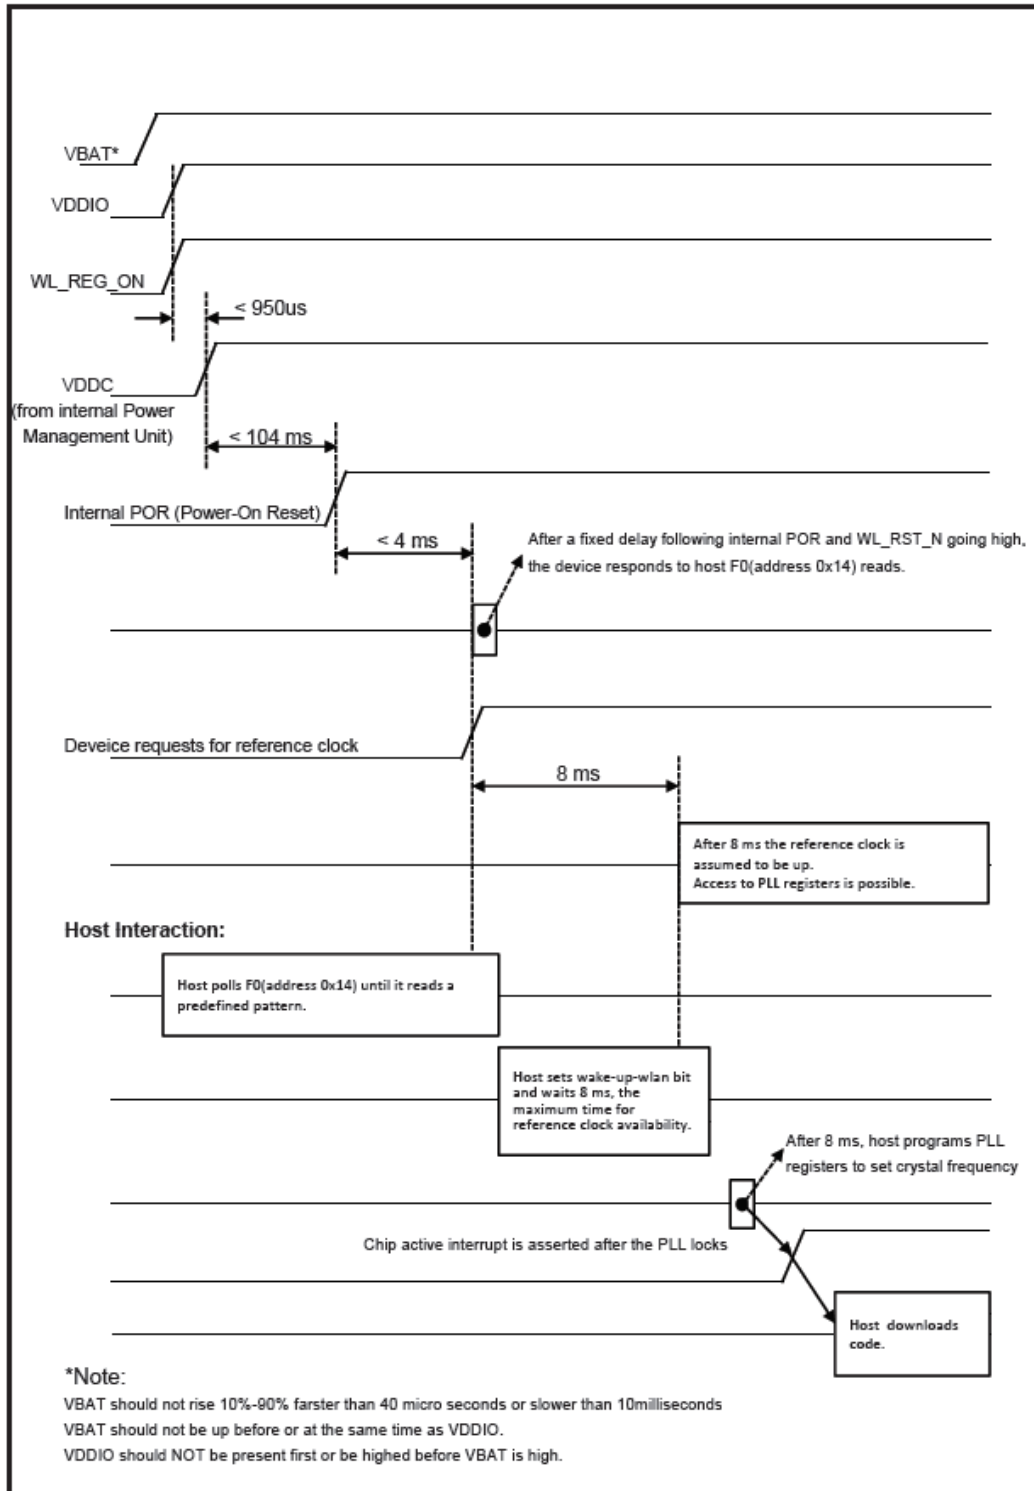 VBAT*
VDDIO
WL_REG_ON
< 950us
VDDC
(from internal Power
Management Unit)
< 104 ms
Internal POR (Power-On Reset)
< 4 ms
After a fixed delay following internal POR and WL_RST_N going high,
the device responds to host F0(address 0x14) reads.
Deveice requests for reference clock
8 ms
After 8 ms the reference clock is
assumed to be up.
Access to PLL registers is possible.
Host Interaction:
Host polls F0(address 0x14) until it reads a
predefined pattern.
Host sets wake-up-wlan bit
and waits 8 ms, the
maximum time for
reference clock availability.
After 8 ms, host programs PLL
registers to set crystal frequency
Chip active interrupt is asserted after the PLL locks
Host downloads
code.
*Note:
VBAT should not rise 10%-90% farster than 40 micro seconds or slower than 10milliseconds
VBAT should not be up before or at the same time as VDDIO.
VDDIO should NOT be present first or be highed before VBAT is high.